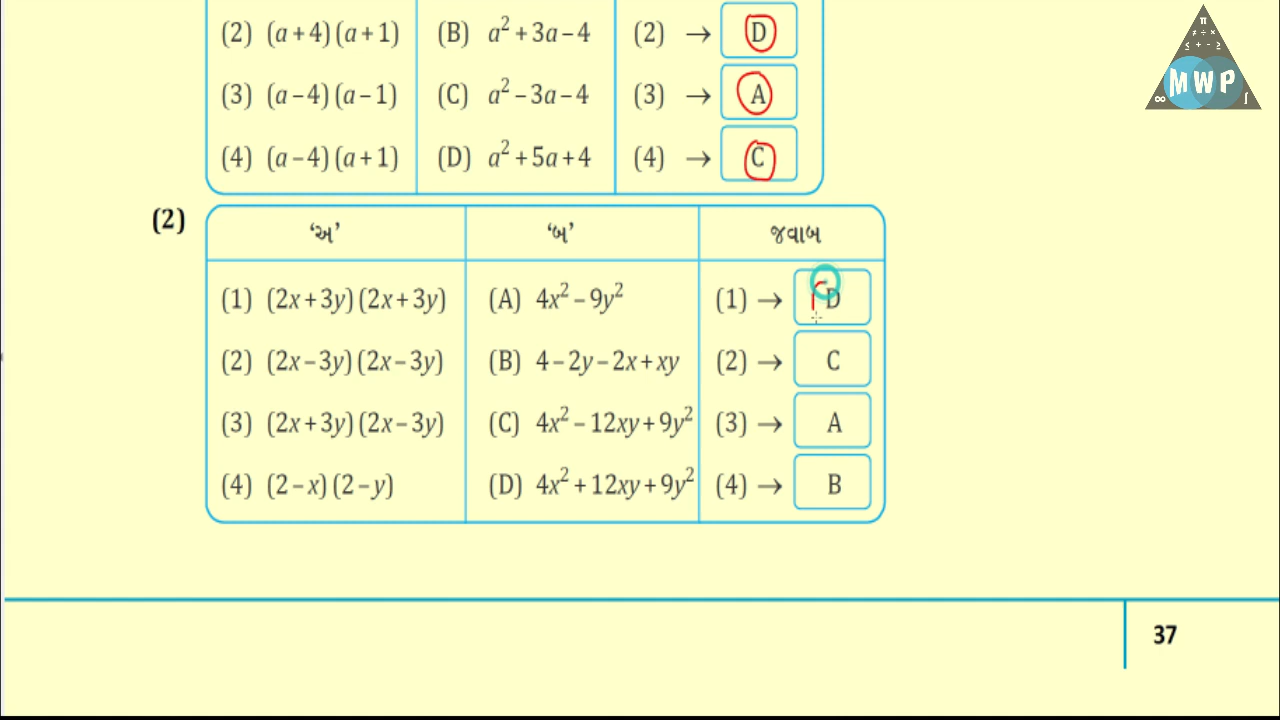 (2) (a+4)(a+1) (B) a²+3a−4 (2) → D
(3) (a−4)(a−1) (C) a²−3a−4 (3) → A
(4) (a−4)(a+1) (D) a²+5a+4 (4) → C
(2) ‘અ’ ‘બ’ જવાબ
(1) (2x+3y)(2x+3y) (A) 4x²−9y² (1) → D
(2) (2x−3y)(2x−3y) (B) 4−2y−2x+xy (2) → C
(3) (2x+3y)(2x−3y) (C) 4x²−12xy+9y² (3) → A
(4) (2−x)(2−y) (D) 4x²+12xy+9y² (4) → B
37
π
÷ ×
≤ + − ≥
MWP
∞ ∫